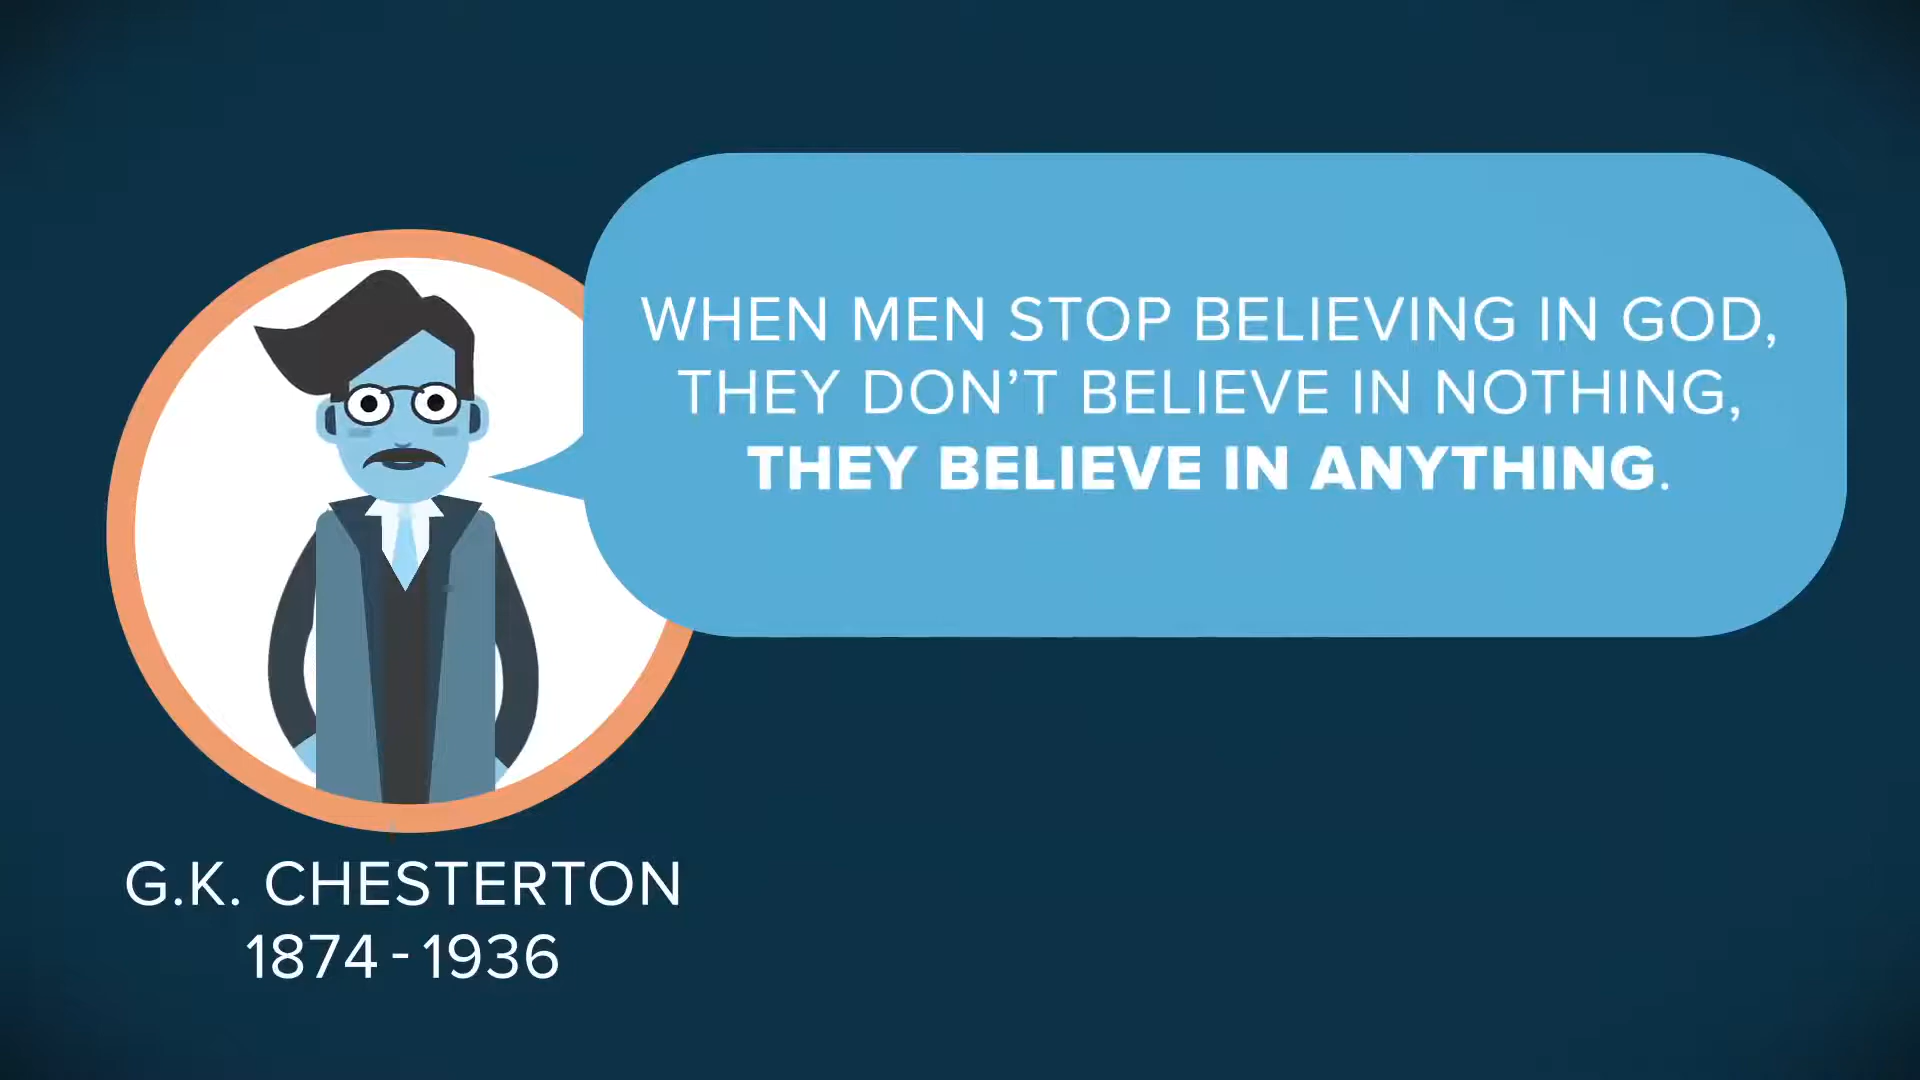 WHEN MEN STOP BELIEVING IN GOD,
THEY DON’T BELIEVE IN NOTHING,
THEY BELIEVE IN ANYTHING.
G.K. CHESTERTON
1874 - 1936